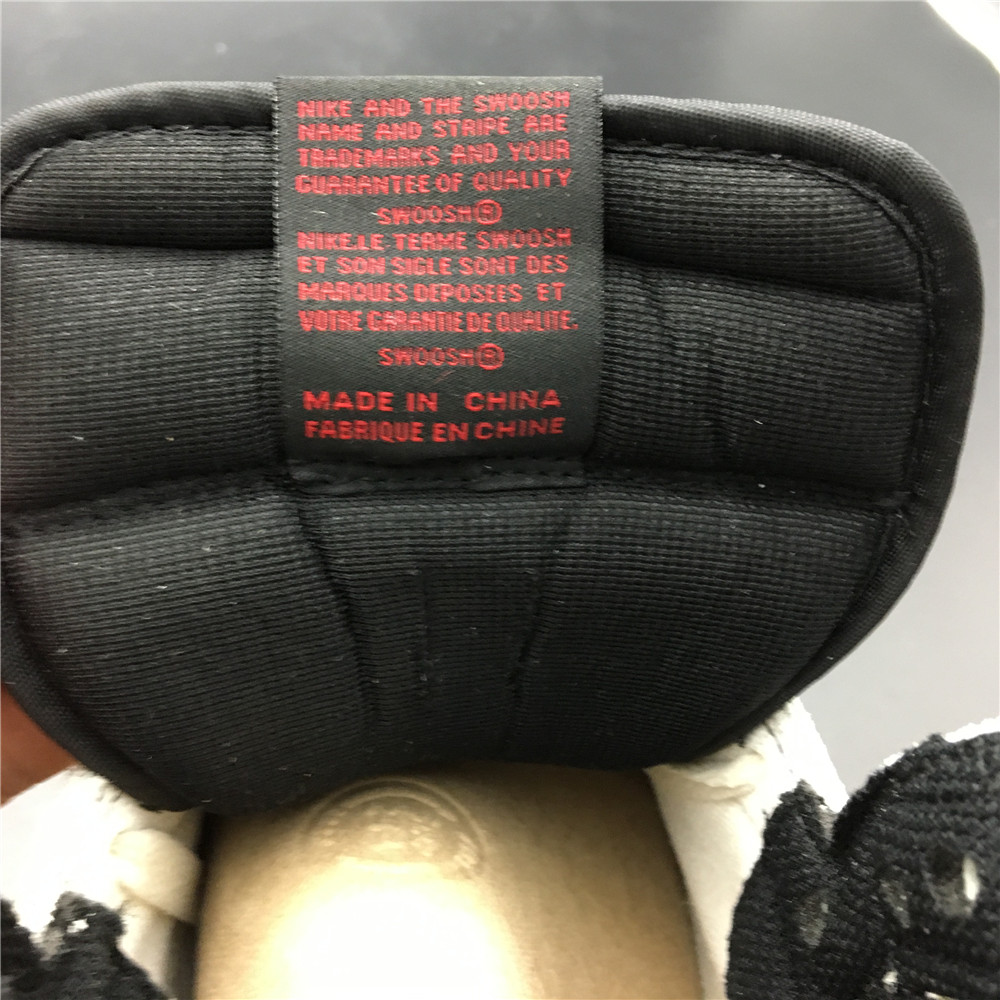 NIKE AND THE SWOOSH
NAME AND STRIPE ARE
TRADEMARKS AND YOUR
GUARANTEE OF QUALITY
SWOOSH®
NIKE.LE TERME SWOOSH
ET SON SIGLE SONT DES
MARQUES DEPOSEES ET
VOTRE GARANTIE DE QUALITE.
SWOOSH®
MADE IN CHINA
FABRIQUE EN CHINE